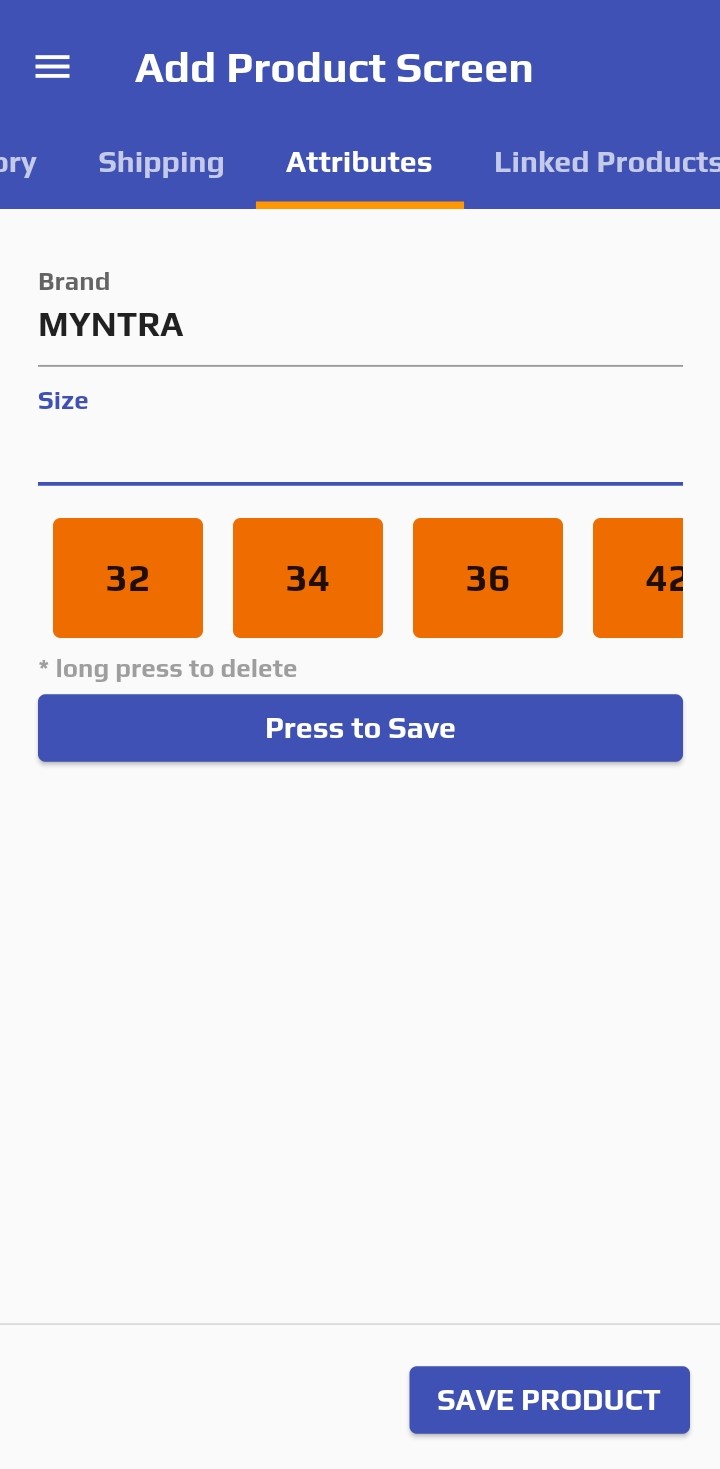 Add Product Screen
ory Shipping Attributes Linked Products
Brand
MYNTRA
Size
32 34 36 42
* long press to delete
Press to Save
SAVE PRODUCT